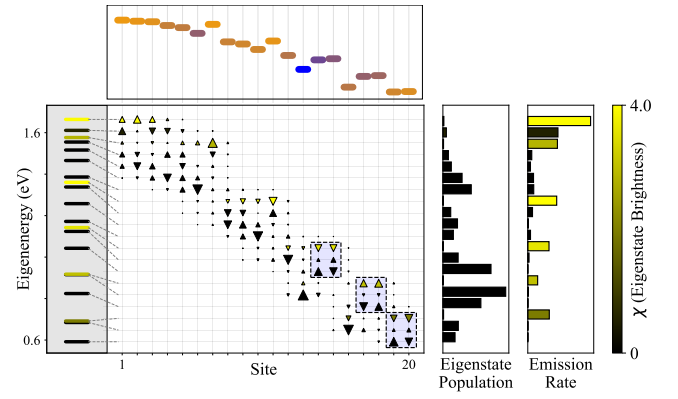 1.6
Eigenenergy (eV)
0.6
1
Site
20
Eigenstate
Population
Emission
Rate
4.0
0
χ (Eigenstate Brightness)